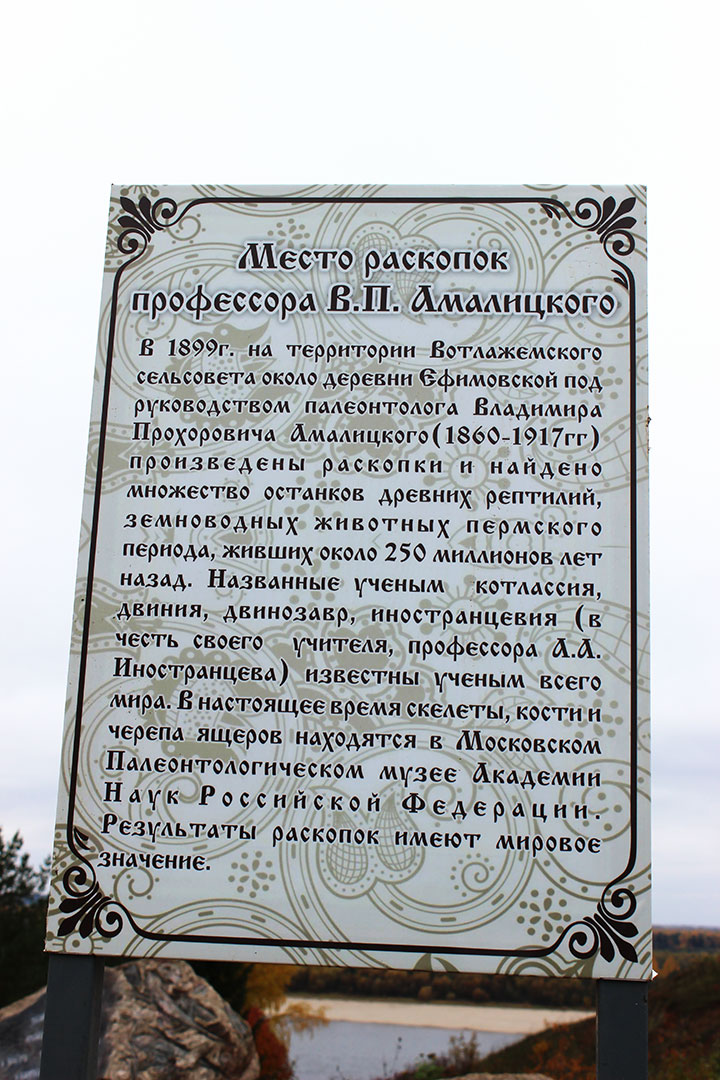 Место раскопок
профессора В.П. Амалицкого
В 1899г. на территории Вотлажемского
сельсовета около деревни Ефимовской под
руководством палеонтолога Владимира
Прохоровича Амалицкого(1860-1917гг)
произведены раскопки и найдено
множество останков древних рептилий,
земноводных животных пермского
периода, живших около 250 миллионов лет
назад. Названные ученым котлассия,
двиния, двинозавр, иностранцевия (в
честь своего учителя, профессора А.А.
Иностранцева) известны ученым всего
мира. В настоящее время скелеты, кости и
черепа ящеров находятся в Московском
Палеонтологическом музее Академии
Наук Российской Федерации.
Результаты раскопок имеют мировое
значение.